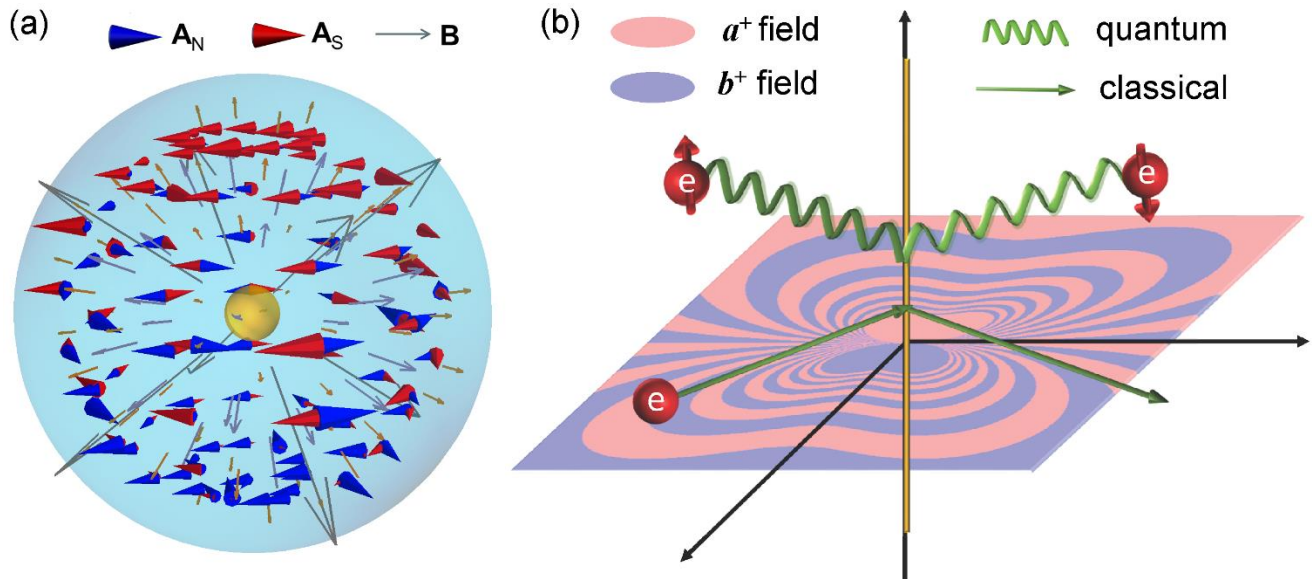 (a) A_N A_S B
(b) a⁺ field quantum
b⁺ field classical
e e
e